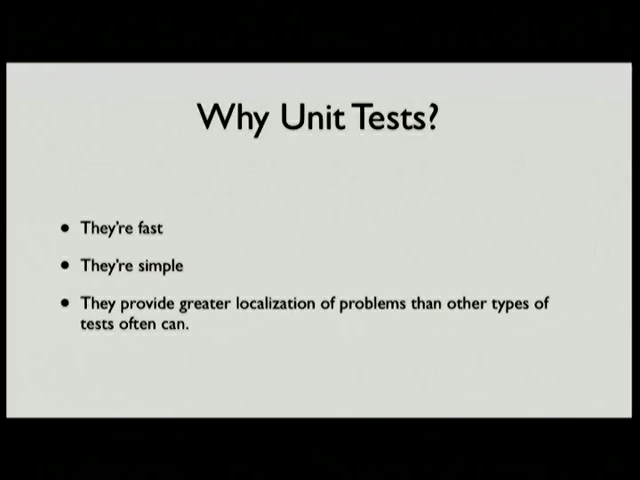 Why Unit Tests?
• They're fast
• They're simple
• They provide greater localization of problems than other types of
tests often can.